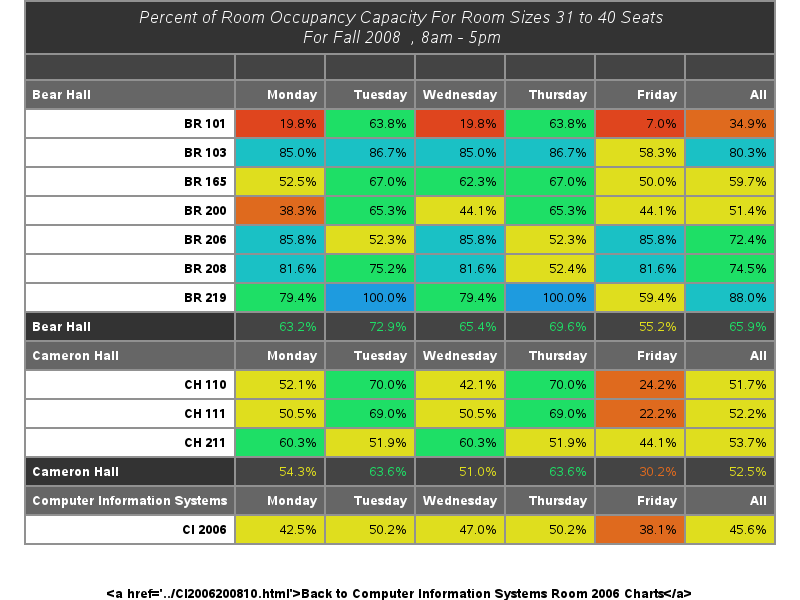 Percent of Room Occupancy Capacity For Room Sizes 31 to 40 Seats
For Fall 2008 , 8am - 5pm
Bear Hall Monday Tuesday Wednesday Thursday Friday All
BR 101 19.8% 63.8% 19.8% 63.8% 7.0% 34.9%
BR 103 85.0% 86.7% 85.0% 86.7% 58.3% 80.3%
BR 165 52.5% 67.0% 62.3% 67.0% 50.0% 59.7%
BR 200 38.3% 65.3% 44.1% 65.3% 44.1% 51.4%
BR 206 85.8% 52.3% 85.8% 52.3% 85.8% 72.4%
BR 208 81.6% 75.2% 81.6% 52.4% 81.6% 74.5%
BR 219 79.4% 100.0% 79.4% 100.0% 59.4% 88.0%
Bear Hall 63.2% 72.9% 65.4% 69.6% 55.2% 65.9%
Cameron Hall Monday Tuesday Wednesday Thursday Friday All
CH 110 52.1% 70.0% 42.1% 70.0% 24.2% 51.7%
CH 111 50.5% 69.0% 50.5% 69.0% 22.2% 52.2%
CH 211 60.3% 51.9% 60.3% 51.9% 44.1% 53.7%
Cameron Hall 54.3% 63.6% 51.0% 63.6% 30.2% 52.5%
Computer Information Systems Monday Tuesday Wednesday Thursday Friday All
CI 2006 42.5% 50.2% 47.0% 50.2% 38.1% 45.6%
<a href='../CI2006200810.html'>Back to Computer Information Systems Room 2006 Charts</a>